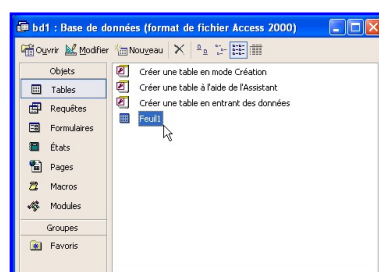 bd1 : Base de données (format de fichier Access 2000)
Ouvrir Modifier Nouveau
Objets
Tables
Requêtes
Formulaires
États
Pages
Macros
Modules
Groupes
Favoris
Créer une table en mode Création
Créer une table à l'aide de l'Assistant
Créer une table en entrant des données
Feuil1